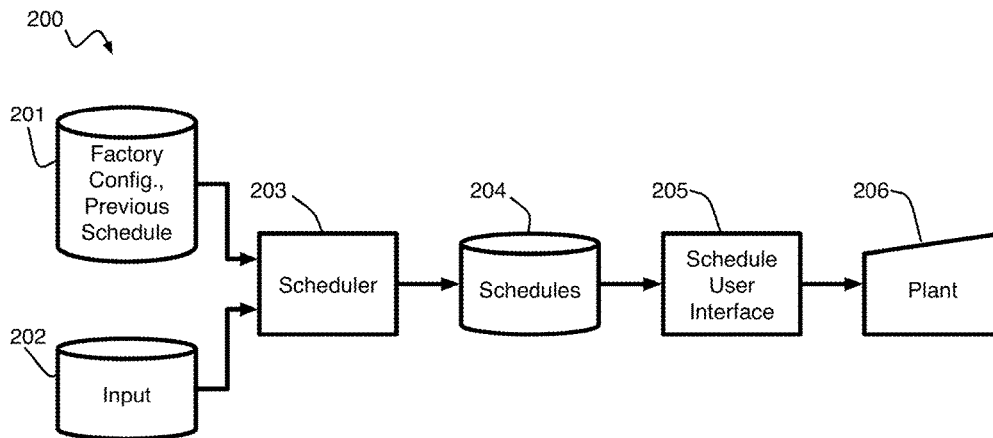 200
201
Factory
Config.,
Previous
Schedule
202
Input
203
Scheduler
204
Schedules
205
Schedule
User
Interface
206
Plant